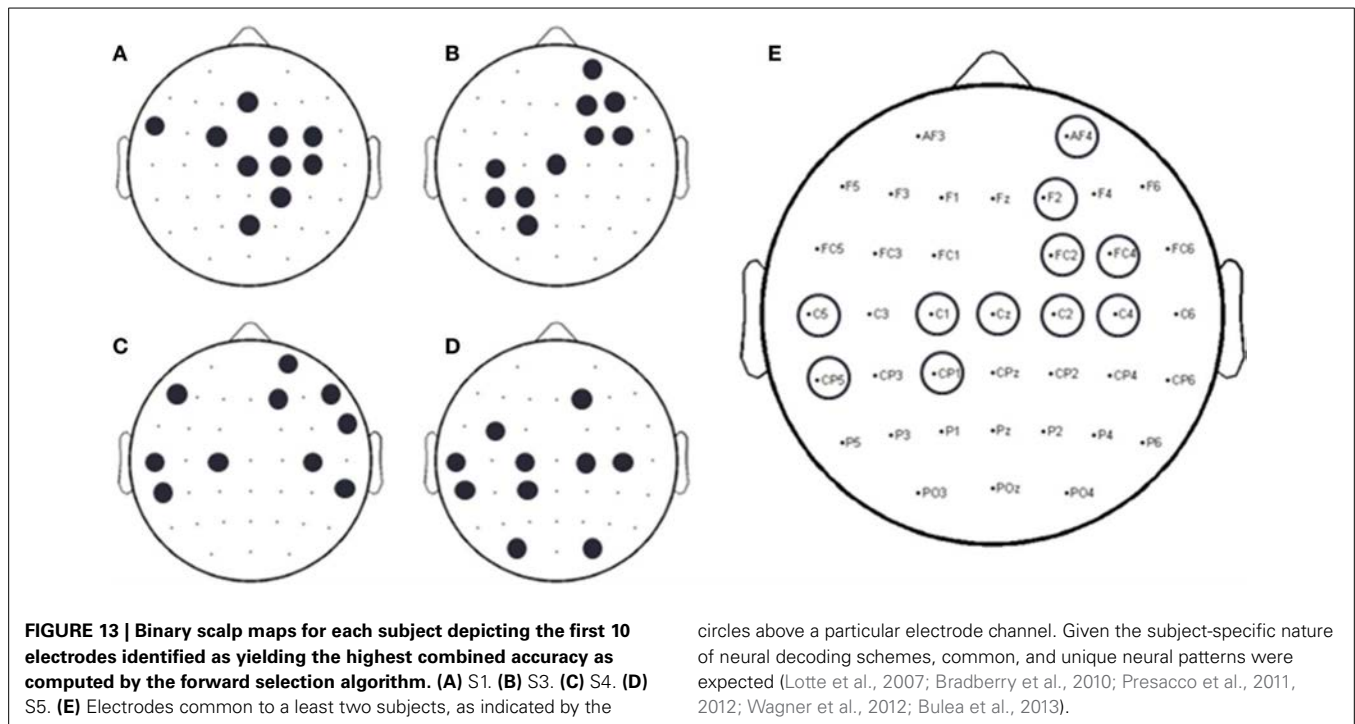 A
B
E
C
D
•AF3
•AF4
•F5
•F3
•F1
•Fz
•F2
•F4
•F6
•FC5
•FC3
•FC1
•FC2
•FC4
•FC6
•C5
•C3
•C1
•Cz
•C2
•C4
•C6
•CP5
•CP3
•CP1
•CPz
•CP2
•CP4
•CP6
•P5
•P3
•P1
•Pz
•P2
•P4
•P6
•PO3
•POz
•PO4
FIGURE 13 | Binary scalp maps for each subject depicting the first 10
electrodes identified as yielding the highest combined accuracy as
computed by the forward selection algorithm. (A) S1. (B) S3. (C) S4. (D)
S5. (E) Electrodes common to a least two subjects, as indicated by the
circles above a particular electrode channel. Given the subject-specific nature
of neural decoding schemes, common, and unique neural patterns were
expected (Lotte et al., 2007; Bradberry et al., 2010; Presacco et al., 2011,
2012; Wagner et al., 2012; Bulea et al., 2013).